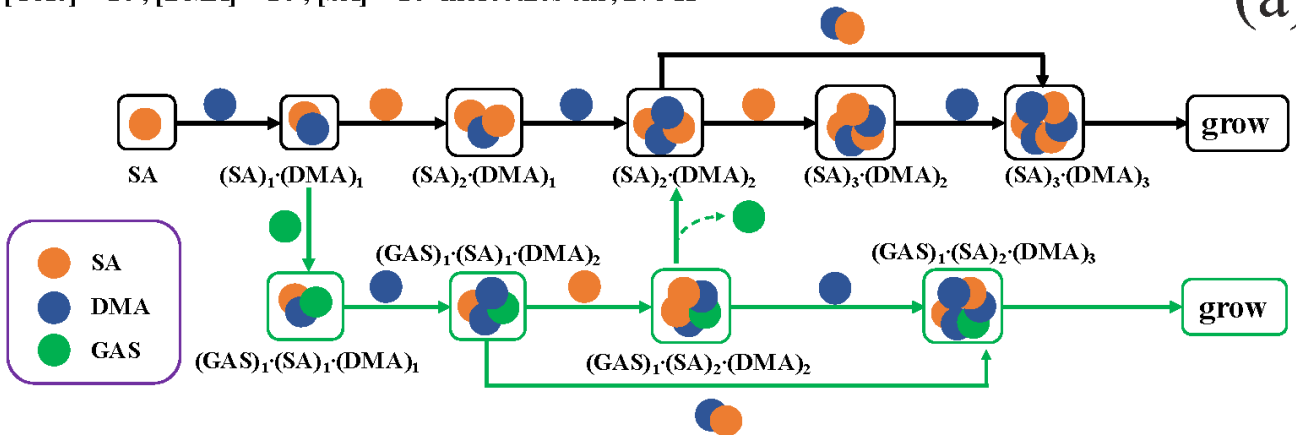 (a)
SA
(SA)₁·(DMA)₁
(SA)₂·(DMA)₁
(SA)₂·(DMA)₂
(SA)₃·(DMA)₂
(SA)₃·(DMA)₃
grow
SA
DMA
GAS
(GAS)₁·(SA)₁·(DMA)₂
(GAS)₁·(SA)₂·(DMA)₃
grow
(GAS)₁·(SA)₁·(DMA)₁
(GAS)₁·(SA)₂·(DMA)₂